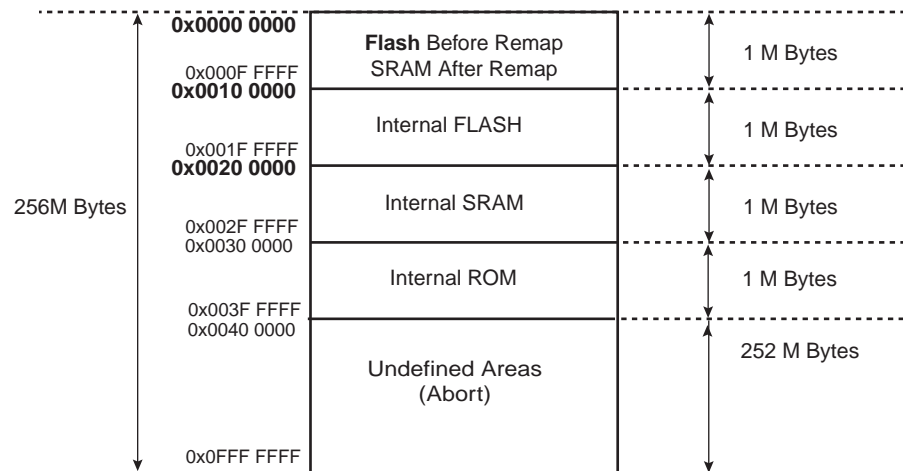 0x0000 0000
Flash Before Remap
SRAM After Remap
1 M Bytes
0x000F FFFF
0x0010 0000
Internal FLASH
1 M Bytes
0x001F FFFF
0x0020 0000
256M Bytes
Internal SRAM
1 M Bytes
0x002F FFFF
0x0030 0000
Internal ROM
1 M Bytes
0x003F FFFF
0x0040 0000
252 M Bytes
Undefined Areas
(Abort)
0x0FFF FFFF